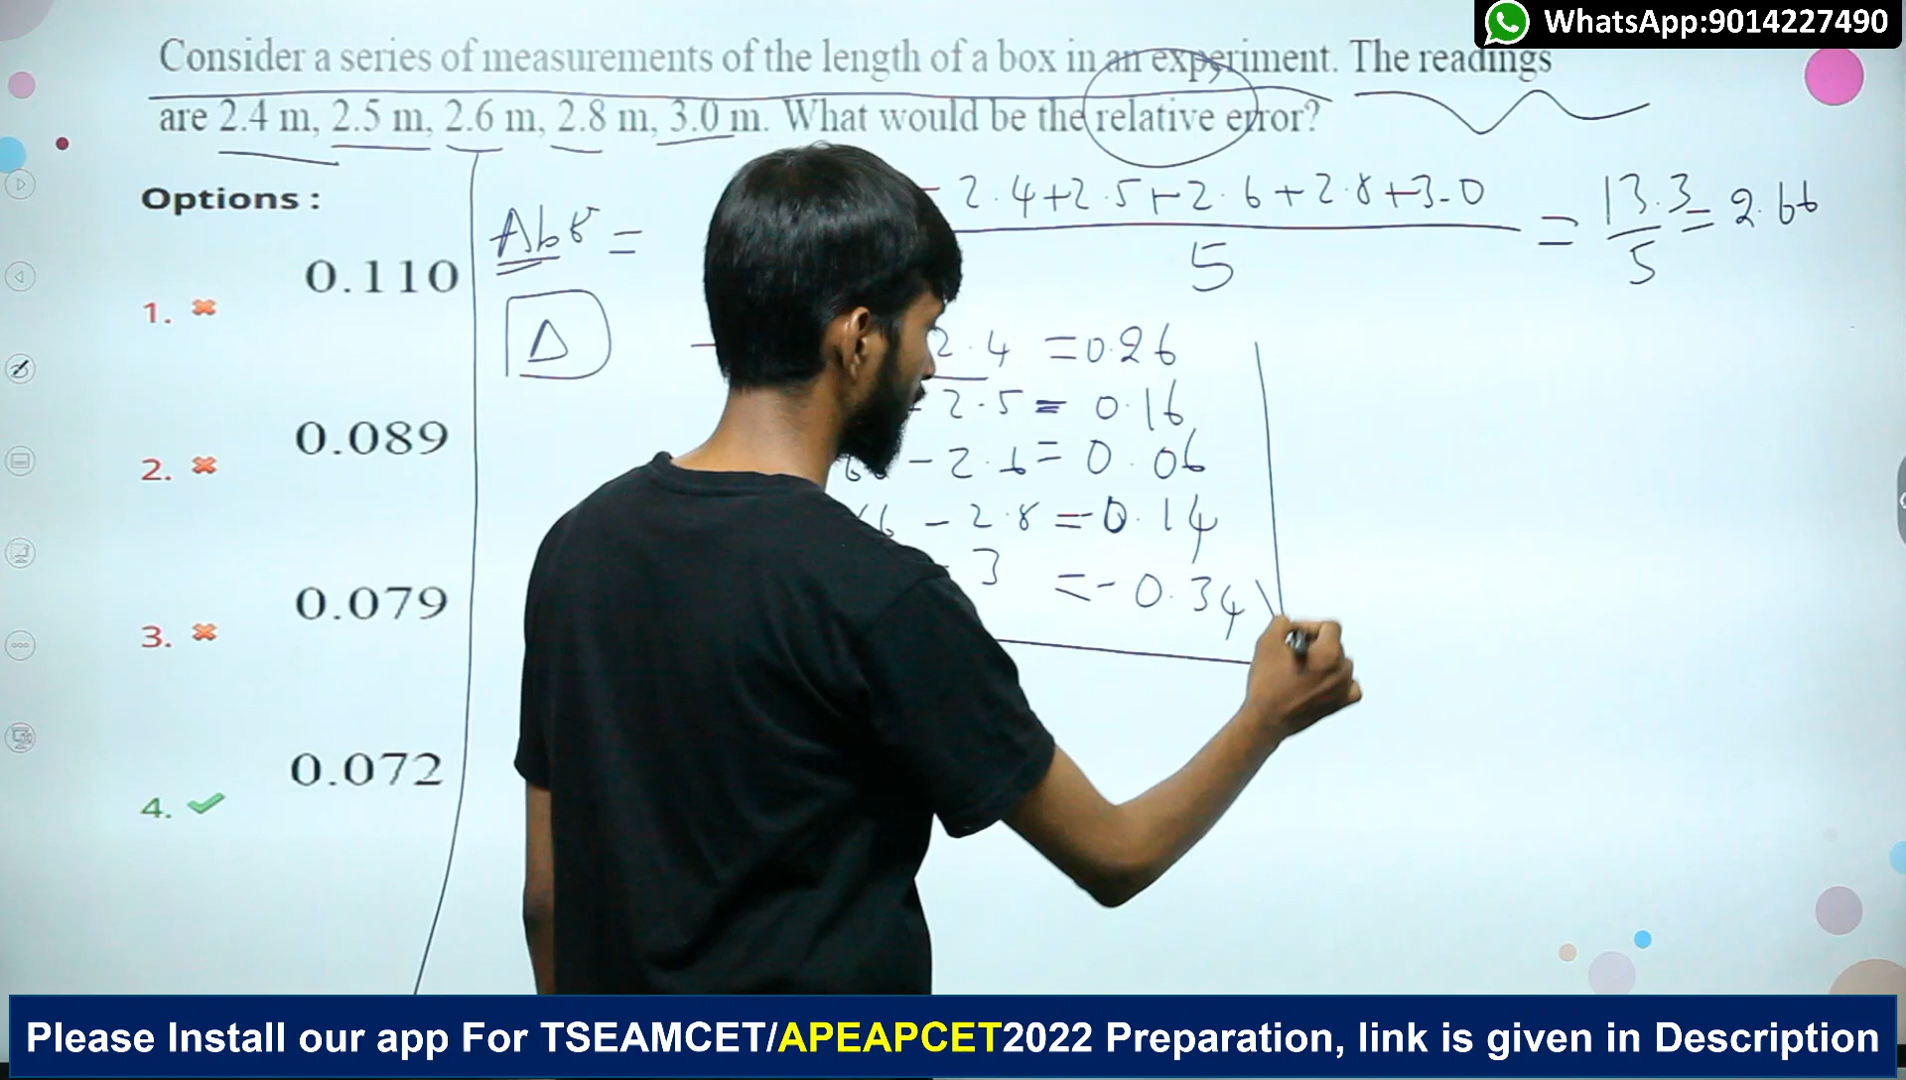 WhatsApp:9014227490
Consider a series of measurements of the length of a box in an experiment. The readings
are 2.4 m, 2.5 m, 2.6 m, 2.8 m, 3.0 m. What would be the relative error?
Options :
1. 0.110
2. 0.089
3. 0.079
4. 0.072
= 2.4+2.5+2.6+2.8+3.0 / 5 = 13.3 / 5 = 2.66
Δ
2.4 = 0.26
- 2.5 = 0.16
- 2.6 = 0.06
- 2.8 = -0.14
3 = -0.34
Please Install our app For TSEAMCET/APEAPCET2022 Preparation, link is given in Description